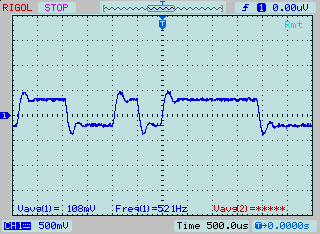 RIGOL STOP 1 0.00uV
T
Rmt
1
Vavg(1)= 108mV Freq(1)=521Hz Vavg(2)=*****
CH1 500mV Time 500.0us T→0.0000s